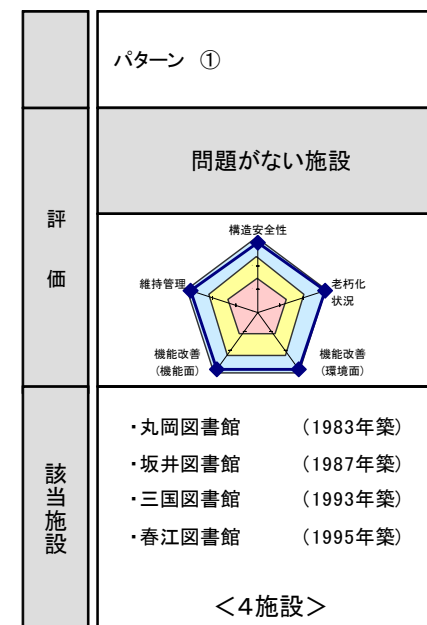 パターン ①
評価
問題がない施設
構造安全性
維持管理
老朽化
状況
機能改善
(機能面)
機能改善
(環境面)
該当施設
・丸岡図書館 (1983年築)
・坂井図書館 (1987年築)
・三国図書館 (1993年築)
・春江図書館 (1995年築)
＜4施設＞